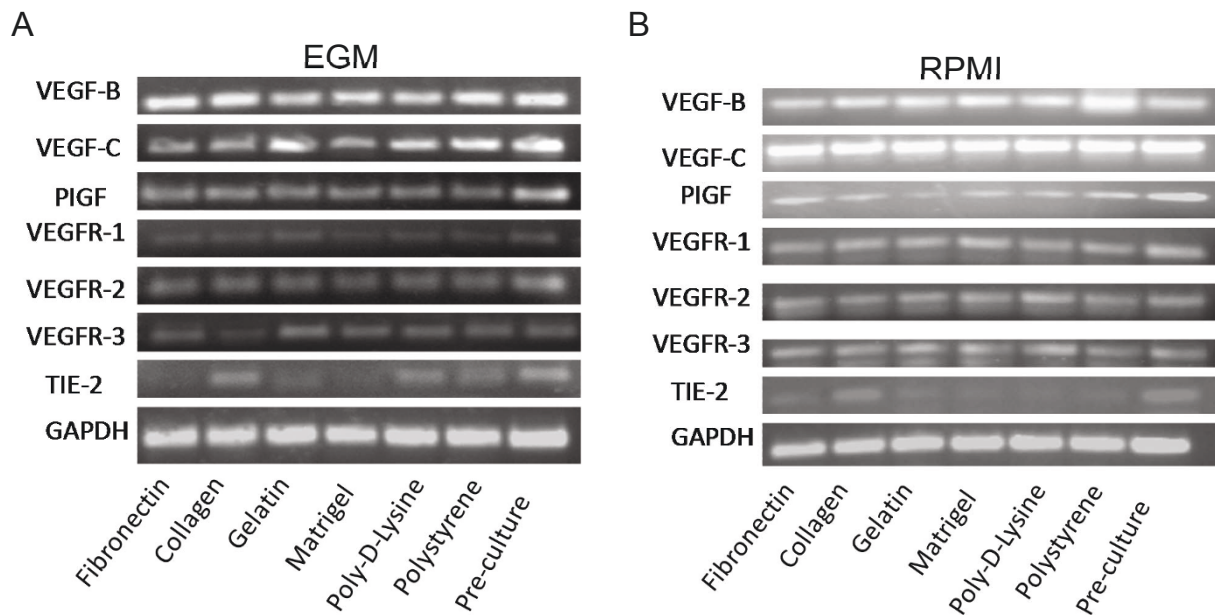 A
EGM
VEGF-B
VEGF-C
PIGF
VEGFR-1
VEGFR-2
VEGFR-3
TIE-2
GAPDH
Fibronectin
Collagen
Gelatin
Matrigel
Poly-D-Lysine
Polystyrene
Pre-culture
B
RPMI
VEGF-B
VEGF-C
PIGF
VEGFR-1
VEGFR-2
VEGFR-3
TIE-2
GAPDH
Fibronectin
Collagen
Gelatin
Matrigel
Poly-D-Lysine
Polystyrene
Pre-culture